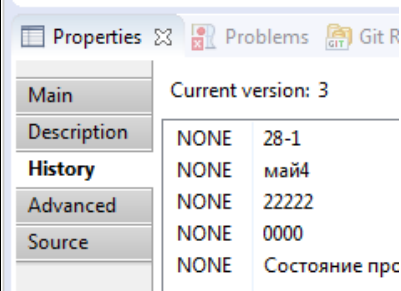 Properties Problems Git R
Current version: 3
Main
Description
History
Advanced
Source
NONE 28-1
NONE май4
NONE 22222
NONE 0000
NONE Состояние про